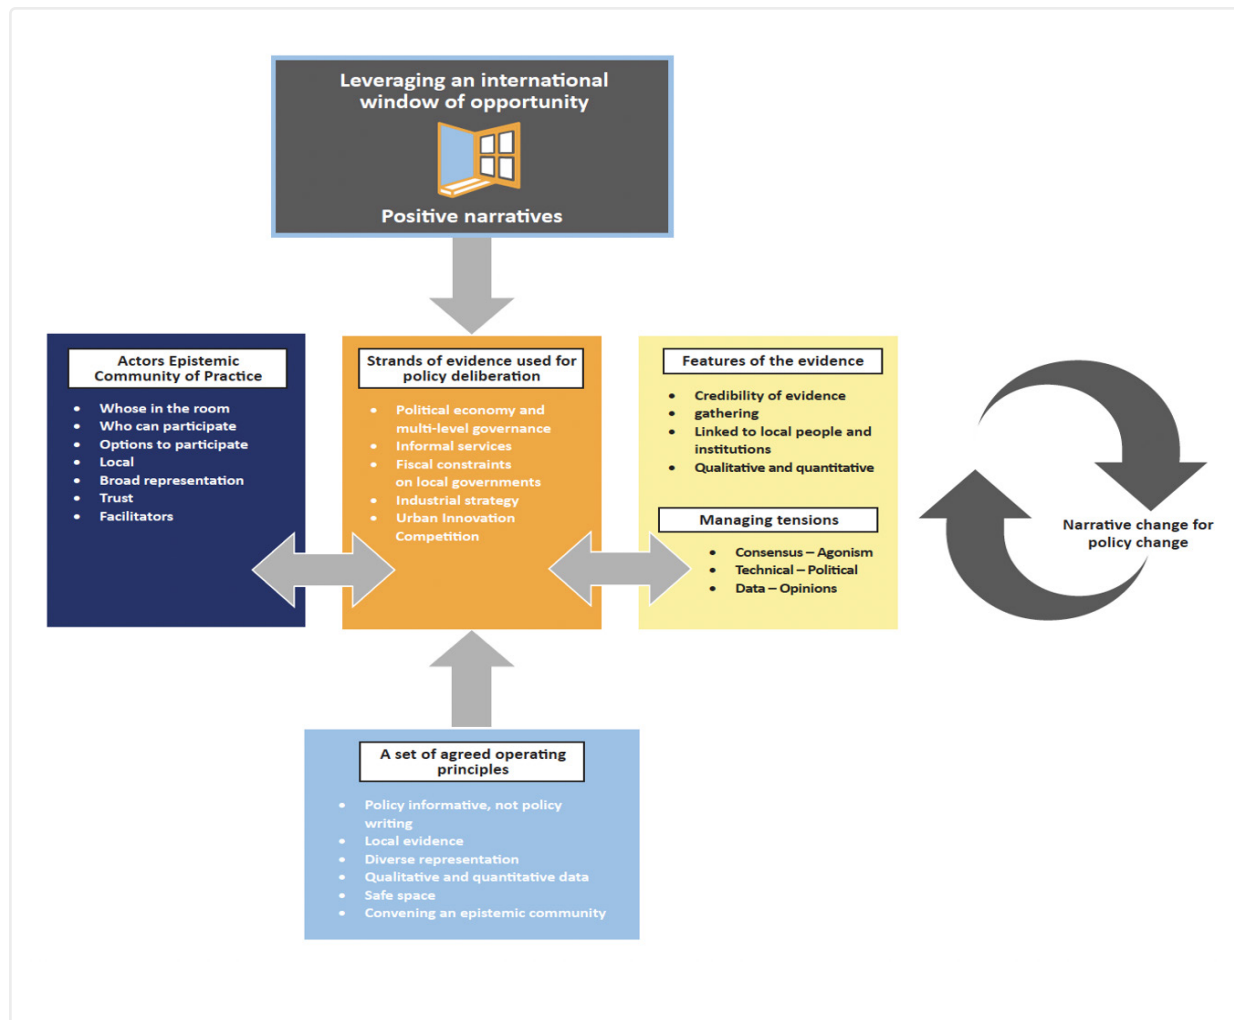 Leveraging an international
window of opportunity
Positive narratives
Actors Epistemic
Community of Practice
• Whose in the room
• Who can participate
• Options to participate
• Local
• Broad representation
• Trust
• Facilitators
Strands of evidence used for
policy deliberation
• Political economy and
multi-level governance
• Informal services
• Fiscal constraints
on local governments
• Industrial strategy
• Urban Innovation
Competition
Features of the evidence
• Credibility of evidence
• gathering
• Linked to local people and
institutions
• Qualitative and quantitative
Managing tensions
• Consensus – Agonism
• Technical – Political
• Data – Opinions
Narrative change for
policy change
A set of agreed operating
principles
• Policy informative, not policy
writing
• Local evidence
• Diverse representation
• Qualitative and quantitative data
• Safe space
• Convening an epistemic community